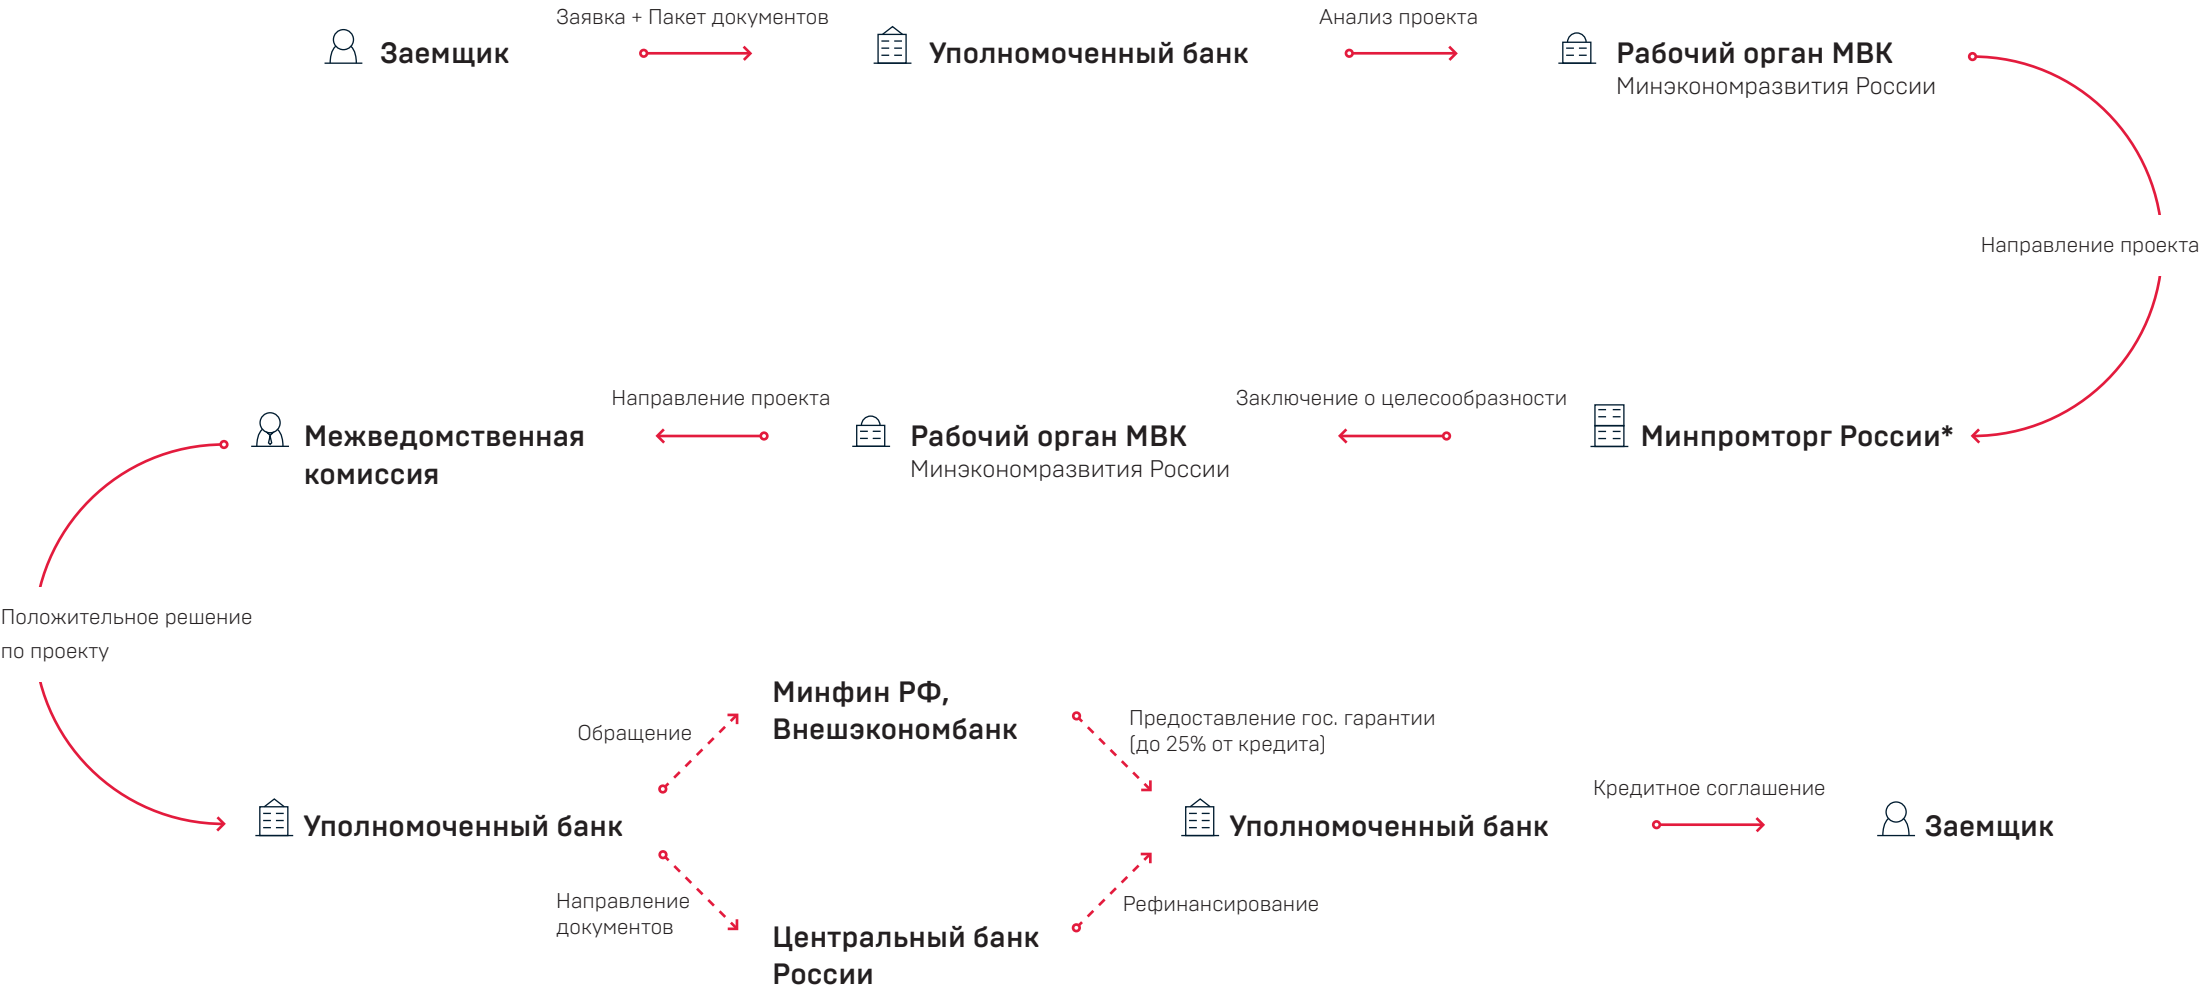 Заявка + Пакет документов
Анализ проекта
Заемщик
Уполномоченный банк
Рабочий орган МВК
Минэкономразвития России
Направление проекта
Направление проекта
Заключение о целесообразности
Межведомственная
комиссия
Рабочий орган МВК
Минэкономразвития России
Минпромторг России*
Положительное решение
по проекту
Минфин РФ,
Внешэкономбанк
Обращение
Предоставление гос. гарантии
(до 25% от кредита)
Кредитное соглашение
Уполномоченный банк
Уполномоченный банк
Заемщик
Направление
документов
Рефинансирование
Центральный банк
России